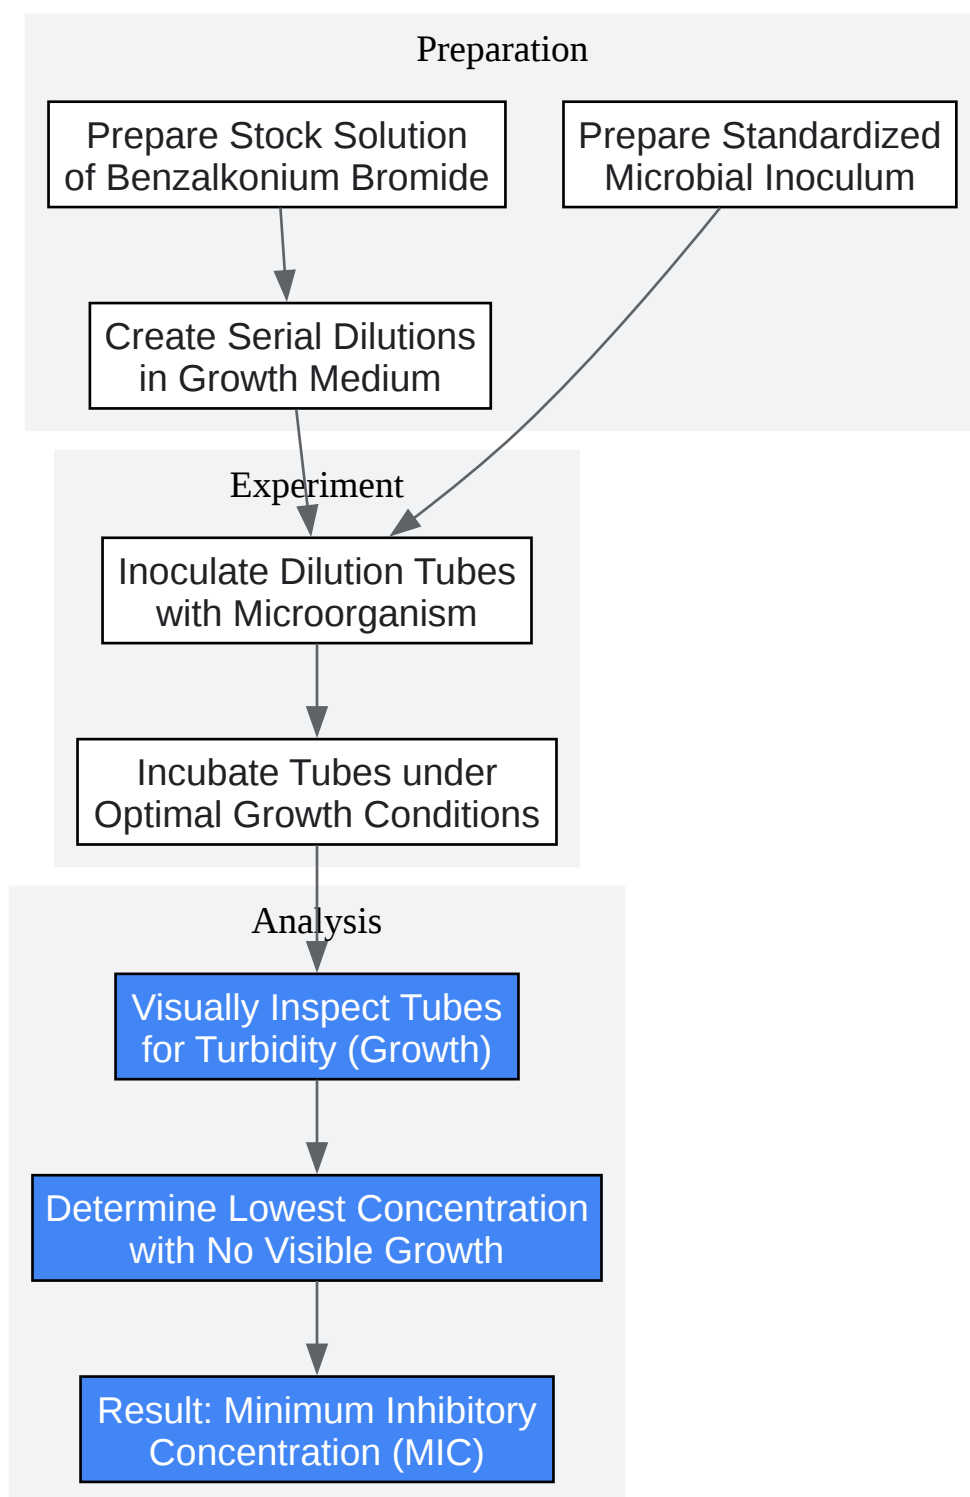 Preparation
Prepare Stock Solution
of Benzalkonium Bromide
Prepare Standardized
Microbial Inoculum
Create Serial Dilutions
in Growth Medium
Experiment
Inoculate Dilution Tubes
with Microorganism
Incubate Tubes under
Optimal Growth Conditions
Analysis
Visually Inspect Tubes
for Turbidity (Growth)
Determine Lowest Concentration
with No Visible Growth
Result: Minimum Inhibitory
Concentration (MIC)